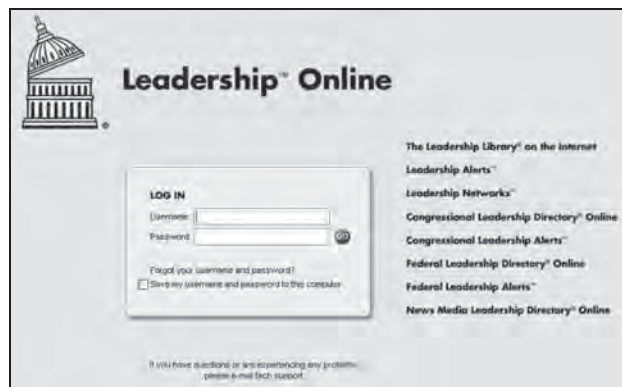 Leadership™ Online
®
The Leadership Library® on the Internet
Leadership Alerts™
Leadership Networks™
Congressional Leadership Directory® Online
Congressional Leadership Alerts™
Federal Leadership Directory® Online
Federal Leadership Alerts™
News Media Leadership Directory® Online
LOG IN
Username
Password
GO
Forgot your username and password?
Save my username and password to this computer
If you have questions or are experiencing any problems
please e-mail tech support.